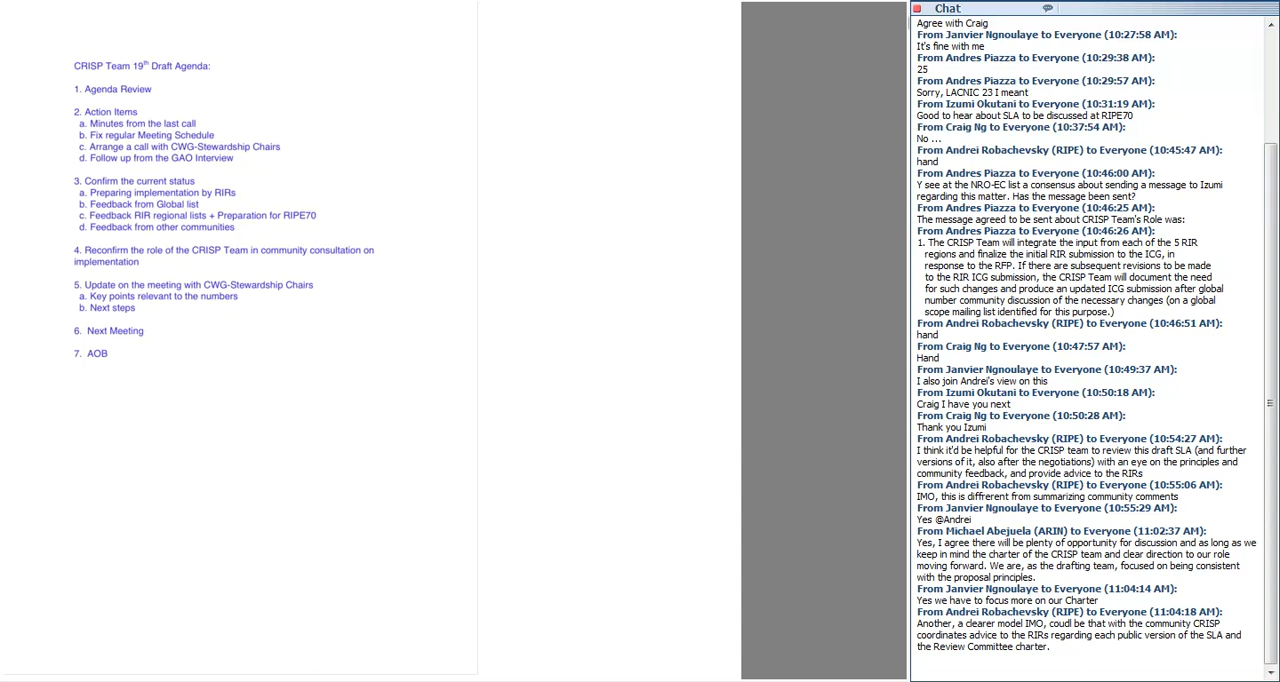 CRISP Team 19th Draft Agenda:
1. Agenda Review
2. Action Items
a. Minutes from the last call
b. Fix regular Meeting Schedule
c. Arrange a call with CWG-Stewardship Chairs
d. Follow up from the GAO Interview
3. Confirm the current status
a. Preparing implementation by RIRs
b. Feedback from Global list
c. Feedback RIR regional lists + Preparation for RIPE70
d. Feedback from other communities
4. Reconfirm the role of the CRISP Team in community consultation on
implementation
5. Update on the meeting with CWG-Stewardship Chairs
a. Key points relevant to the numbers
b. Next steps
6. Next Meeting
7. AOB
Chat
Agree with Craig
From Janvier Ngnoulaye to Everyone (10:27:58 AM):
It's fine with me
From Andres Piazza to Everyone (10:29:38 AM):
25
From Andres Piazza to Everyone (10:29:57 AM):
Sorry, LACNIC 23 I meant
From Izumi Okutani to Everyone (10:31:19 AM):
Good to hear about SLA to be discussed at RIPE70
From Craig Ng to Everyone (10:37:54 AM):
No ...
From Andrei Robachevsky (RIPE) to Everyone (10:45:47 AM):
hand
From Andres Piazza to Everyone (10:46:00 AM):
Y see at the NRO-EC list a consensus about sending a message to Izumi
regarding this matter. Has the message been sent?
From Andres Piazza to Everyone (10:46:25 AM):
The message agreed to be sent about CRISP Team's Role was:
From Andres Piazza to Everyone (10:46:26 AM):
1. The CRISP Team will integrate the input from each of the 5 RIR
regions and finalize the initial RIR submission to the ICG, in
response to the RFP. If there are subsequent revisions to be made
to the RIR ICG submission, the CRISP Team will document the need
for such changes and produce an updated ICG submission after global
number community discussion of the necessary changes (on a global
scope mailing list identified for this purpose.)
From Andrei Robachevsky (RIPE) to Everyone (10:46:51 AM):
hand
From Craig Ng to Everyone (10:47:57 AM):
Hand
From Janvier Ngnoulaye to Everyone (10:49:37 AM):
I also join Andrei's view on this
From Izumi Okutani to Everyone (10:50:18 AM):
Craig I have you next
From Craig Ng to Everyone (10:50:28 AM):
Thank you Izumi
From Andrei Robachevsky (RIPE) to Everyone (10:54:27 AM):
I think it'd be helpful for the CRISP team to review this draft SLA (and further
versions of it, also after the negotiations) with an eye on the principles and
community feedback, and provide advice to the RIRs
From Andrei Robachevsky (RIPE) to Everyone (10:55:06 AM):
IMO, this is diffrerent from summarizing community comments
From Janvier Ngnoulaye to Everyone (10:55:29 AM):
Yes @Andrei
From Michael Abejuela (ARIN) to Everyone (11:02:37 AM):
Yes, I agree there will be plenty of opportunity for discussion and as long as we
keep in mind the charter of the CRISP team and clear direction to our role
moving forward. We are, as the drafting team, focused on being consistent
with the proposal principles.
From Janvier Ngnoulaye to Everyone (11:04:14 AM):
Yes we have to focus more on our Charter
From Andrei Robachevsky (RIPE) to Everyone (11:04:18 AM):
Another, a clearer model IMO, coudl be that with the community CRISP
coordinates advice to the RIRs regarding each public version of the SLA and
the Review Committee charter.